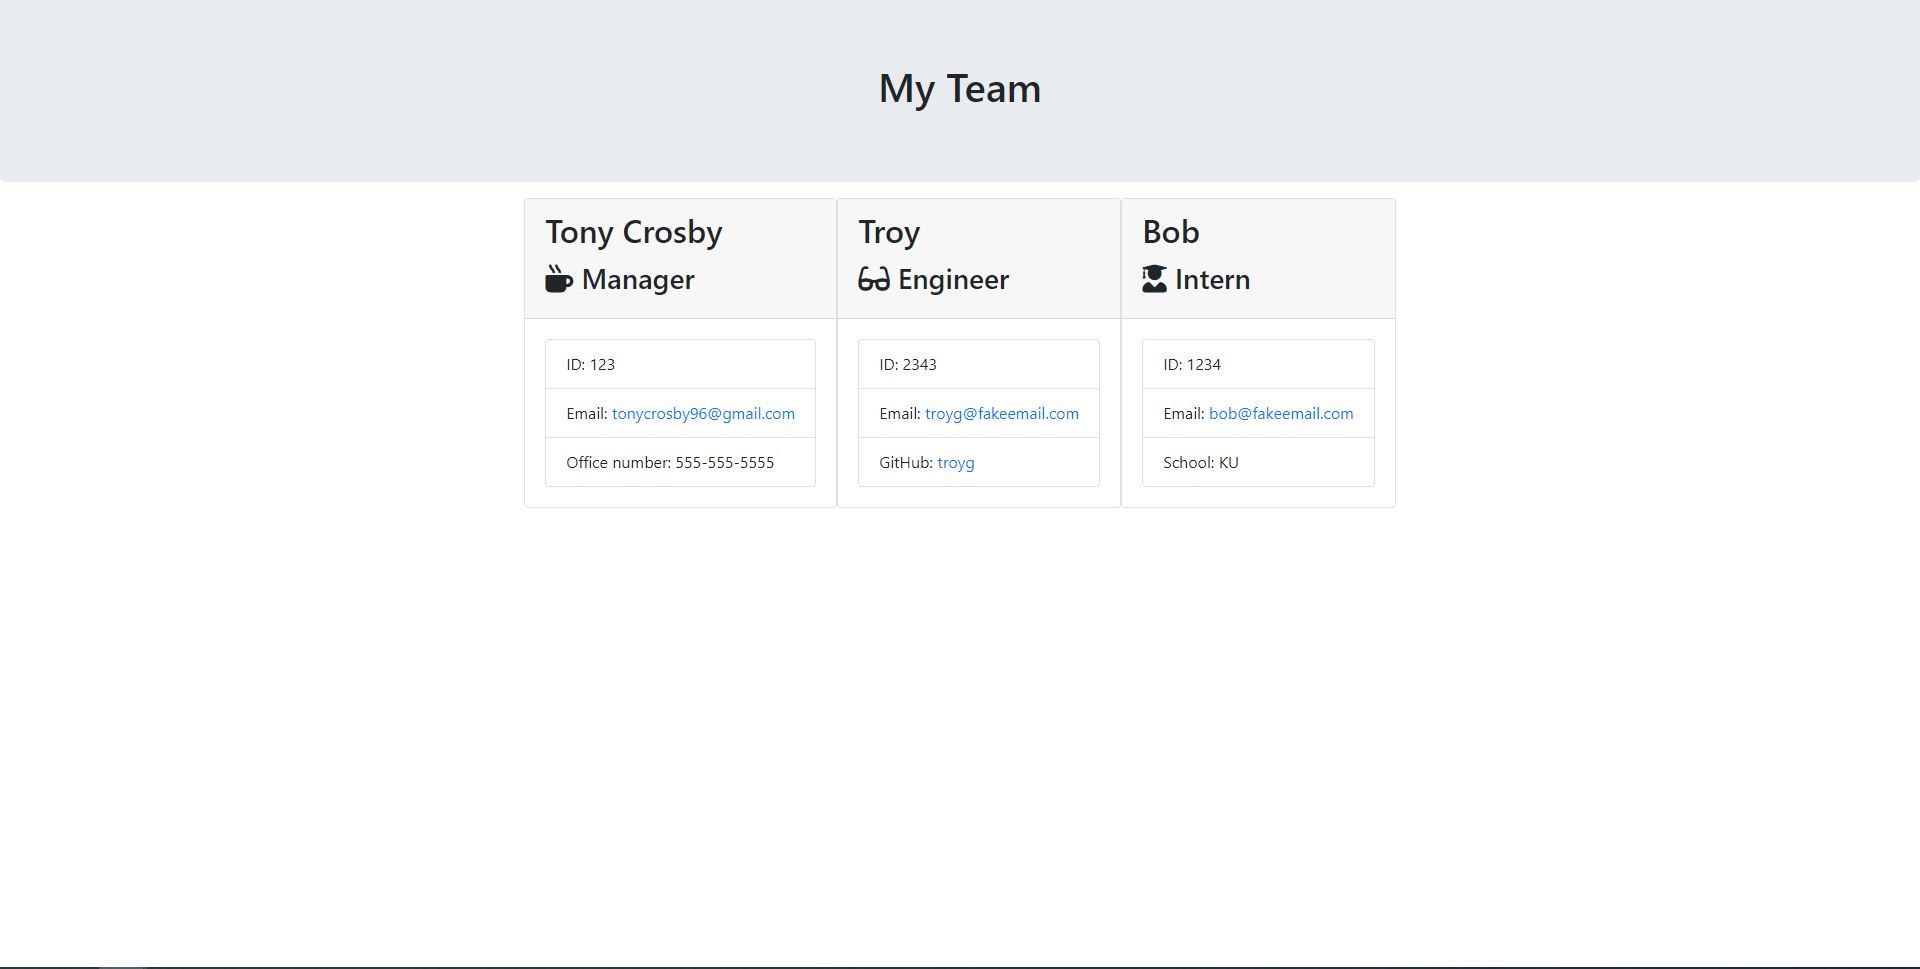 My Team
Tony Crosby
Manager
ID: 123
Email: tonycrosby96@gmail.com
Office number: 555-555-5555
Troy
Engineer
ID: 2343
Email: troyg@fakeemail.com
GitHub: troyg
Bob
Intern
ID: 1234
Email: bob@fakeemail.com
School: KU